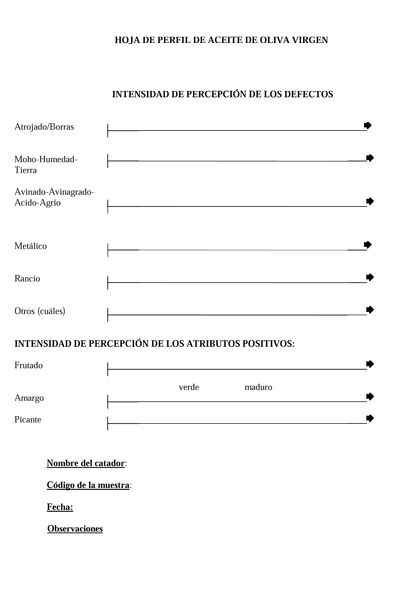 HOJA DE PERFIL DE ACEITE DE OLIVA VIRGEN
INTENSIDAD DE PERCEPCIÓN DE LOS DEFECTOS
Atrojado/Borras
Moho-Humedad-
Tierra
Avinado-Avinagrado-
Acido-Agrio
Metálico
Rancio
Otros (cuáles)
INTENSIDAD DE PERCEPCIÓN DE LOS ATRIBUTOS POSITIVOS:
Frutado
verde maduro
Amargo
Picante
Nombre del catador:
Código de la muestra:
Fecha:
Observaciones